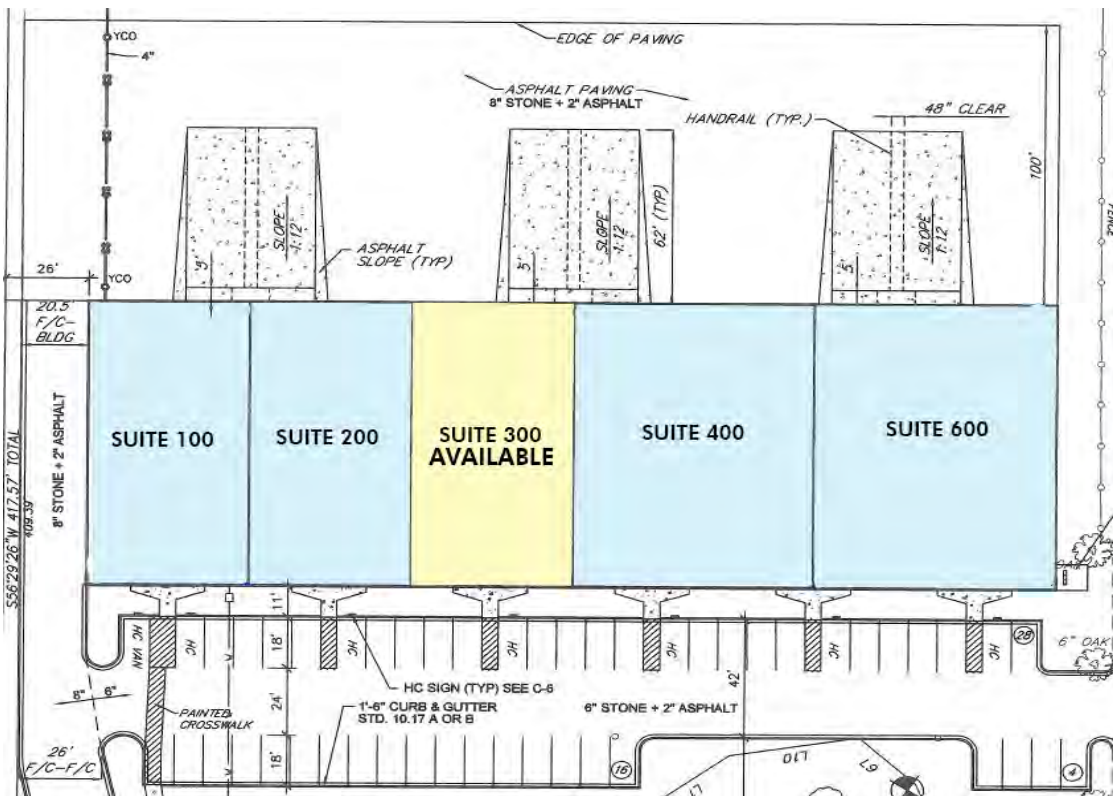 YCO
4"
EDGE OF PAVING
ASPHALT PAVING
8" STONE + 2" ASPHALT
HANDRAIL (TYP.)
48" CLEAR
100'
SLOPE
1:12
SLOPE
1:12
SLOPE
1:12
62' (TYP)
ASPHALT
SLOPE (TYP)
5'
5'
26'
YCO
20.5
F/C-
BLDG
8" STONE + 2" ASPHALT
S56°29'26"W 417.57' TOTAL
409.39
SUITE 100
SUITE 200
SUITE 300
AVAILABLE
SUITE 400
SUITE 600
11'
18'
24'
18'
HC VAN
HC
HC
HC
HC
HC
HC
28
6" OAK
42'
HC SIGN (TYP) SEE C-6
1'-6" CURB & GUTTER
STD. 10.17 A OR B
6" STONE + 2" ASPHALT
8"
6"
PAINTED
CROSSWALK
26'
F/C-F/C
16
L10
L9
4